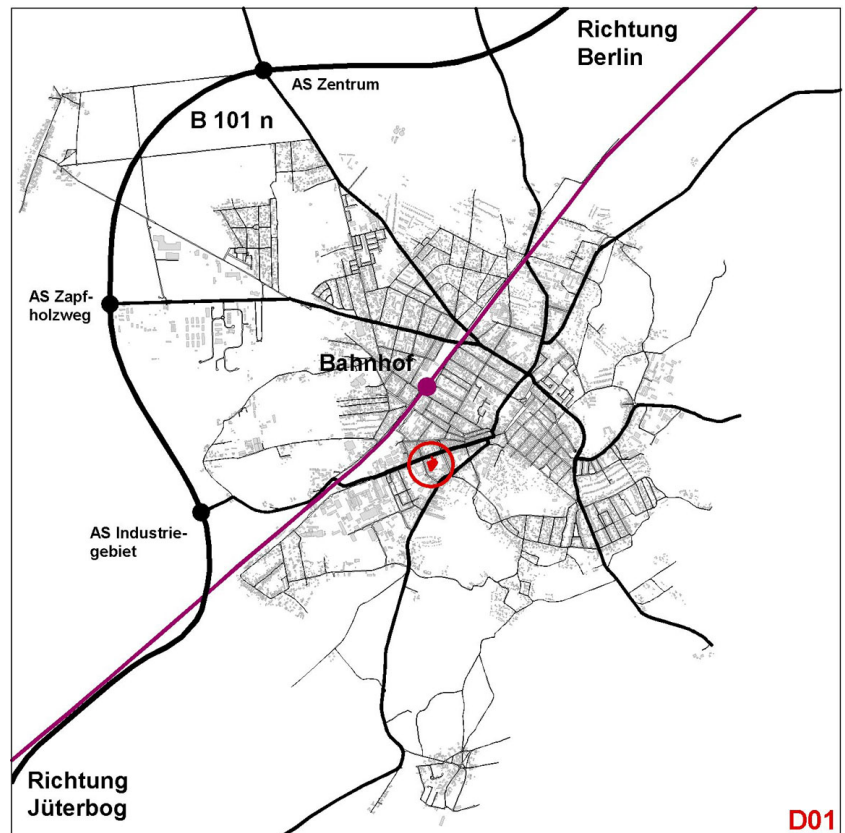 Richtung
Berlin
AS Zentrum
B 101 n
AS Zapf-
holzweg
Bahnhof
AS Industrie-
gebiet
Richtung
Jüterbog
D01